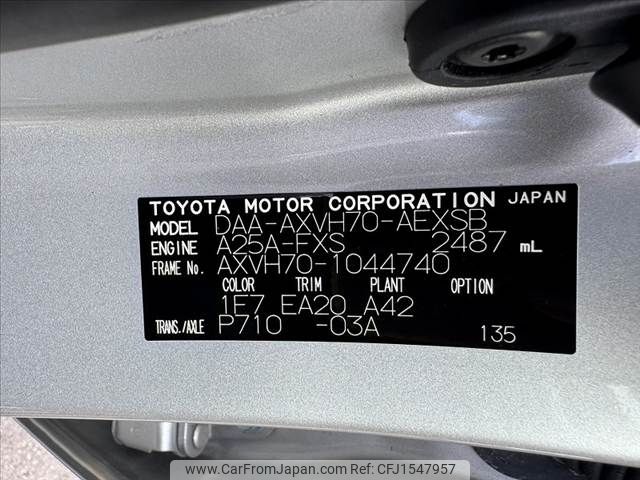 TOYOTA MOTOR CORPORATION JAPAN
MODEL DAA-AXVH70-AEXSB
ENGINE A25A-FXS 2487 mL
FRAME No. AXVH70-1044740
COLOR TRIM PLANT OPTION
1F7 EA20 A42
TRANS./AXLE P710 -03A 135
www.CarFromJapan.com CFJ1547957